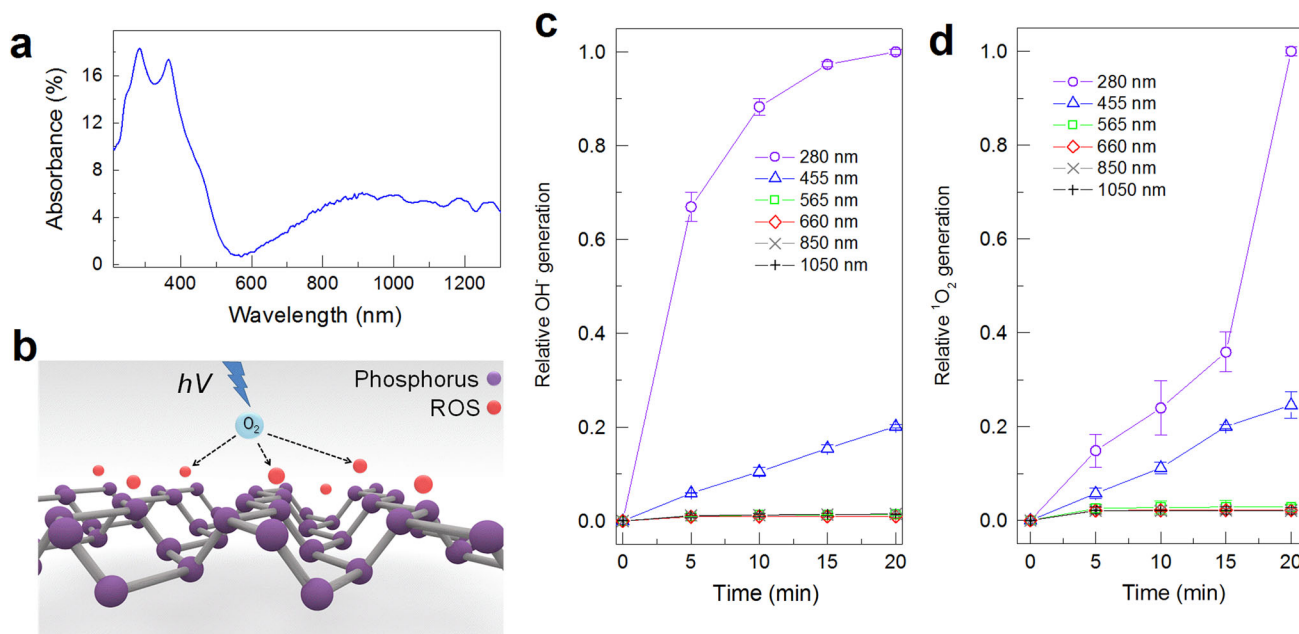 a
Absorbance (%)
16
12
8
4
0
400
600
800
1000
1200
Wavelength (nm)
b
hV
Phosphorus
ROS
O₂
c
Relative OH⁻ generation
1.0
0.8
0.6
0.4
0.2
0.0
280 nm
455 nm
565 nm
660 nm
850 nm
1050 nm
0
5
10
15
20
Time (min)
d
Relative ¹O₂ generation
1.0
0.8
0.6
0.4
0.2
0.0
280 nm
455 nm
565 nm
660 nm
850 nm
1050 nm
0
5
10
15
20
Time (min)